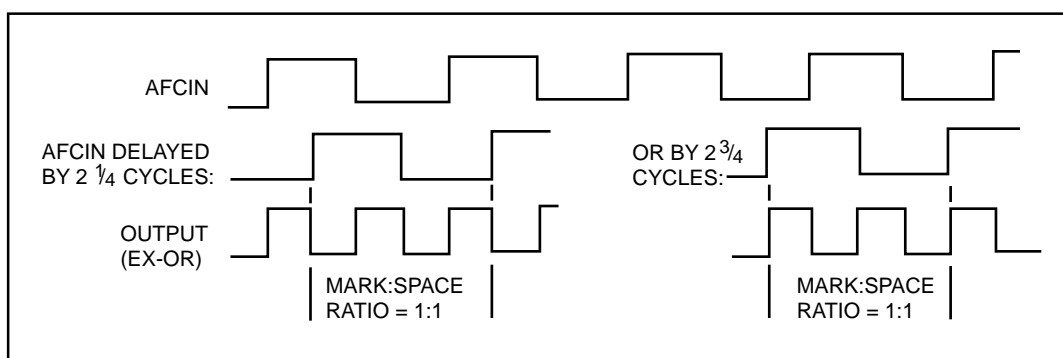 AFCIN
AFCIN DELAYED
BY 2 1/4 CYCLES:
OR BY 2 3/4
CYCLES:
OUTPUT
(EX-OR)
MARK:SPACE
RATIO = 1:1
MARK:SPACE
RATIO = 1:1